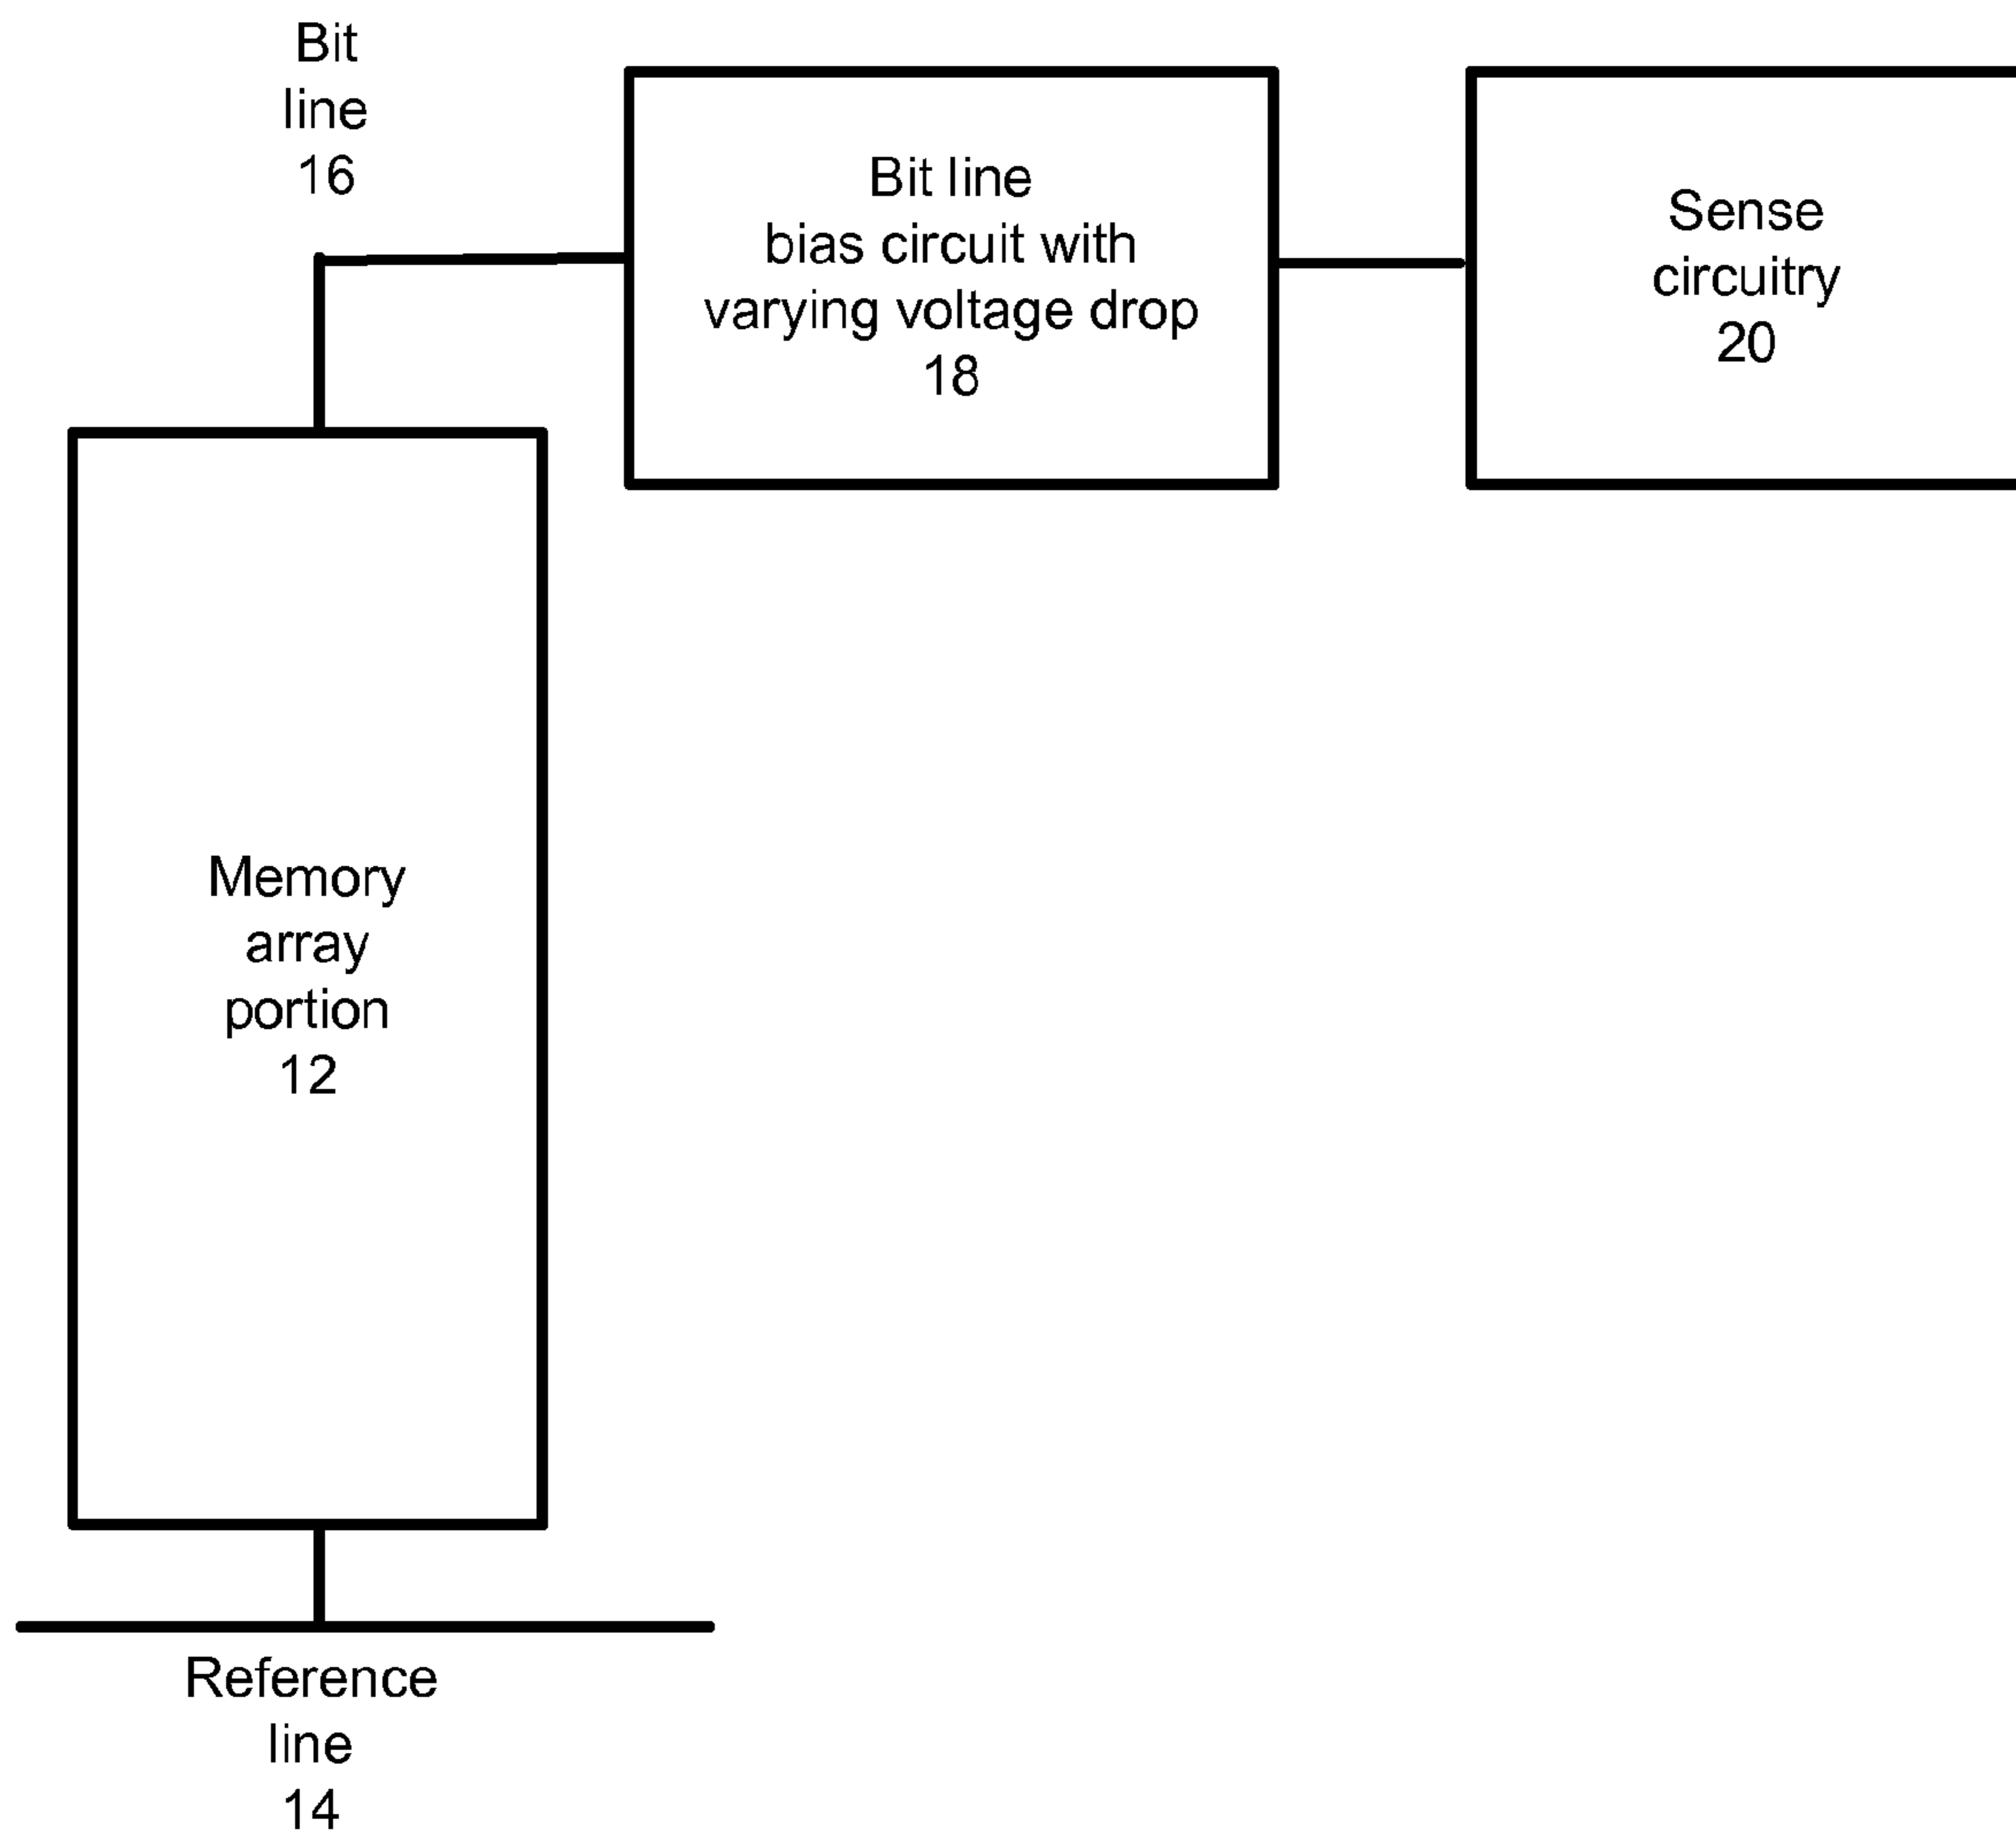 Bit
line
16
Bit line
bias circuit with
varying voltage drop
18
Sense
circuitry
20
Memory
array
portion
12
Reference
line
14